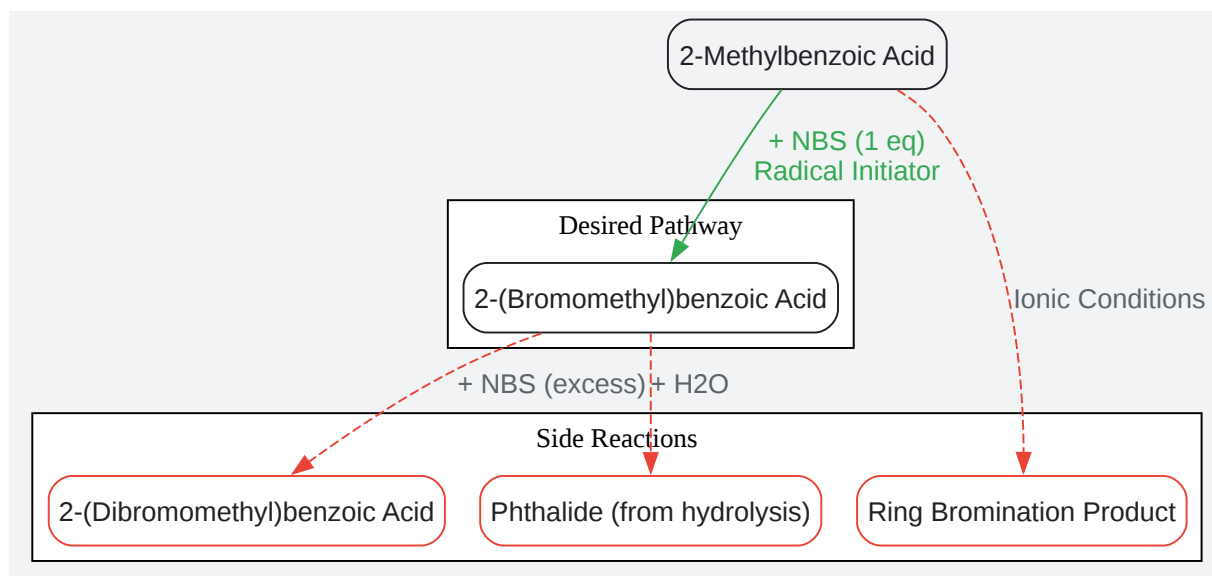 2-Methylbenzoic Acid
+ NBS (1 eq)
Radical Initiator
Desired Pathway
2-(Bromomethyl)benzoic Acid
Ionic Conditions
+ NBS (excess)
+ H2O
Side Reactions
2-(Dibromomethyl)benzoic Acid
Phthalide (from hydrolysis)
Ring Bromination Product